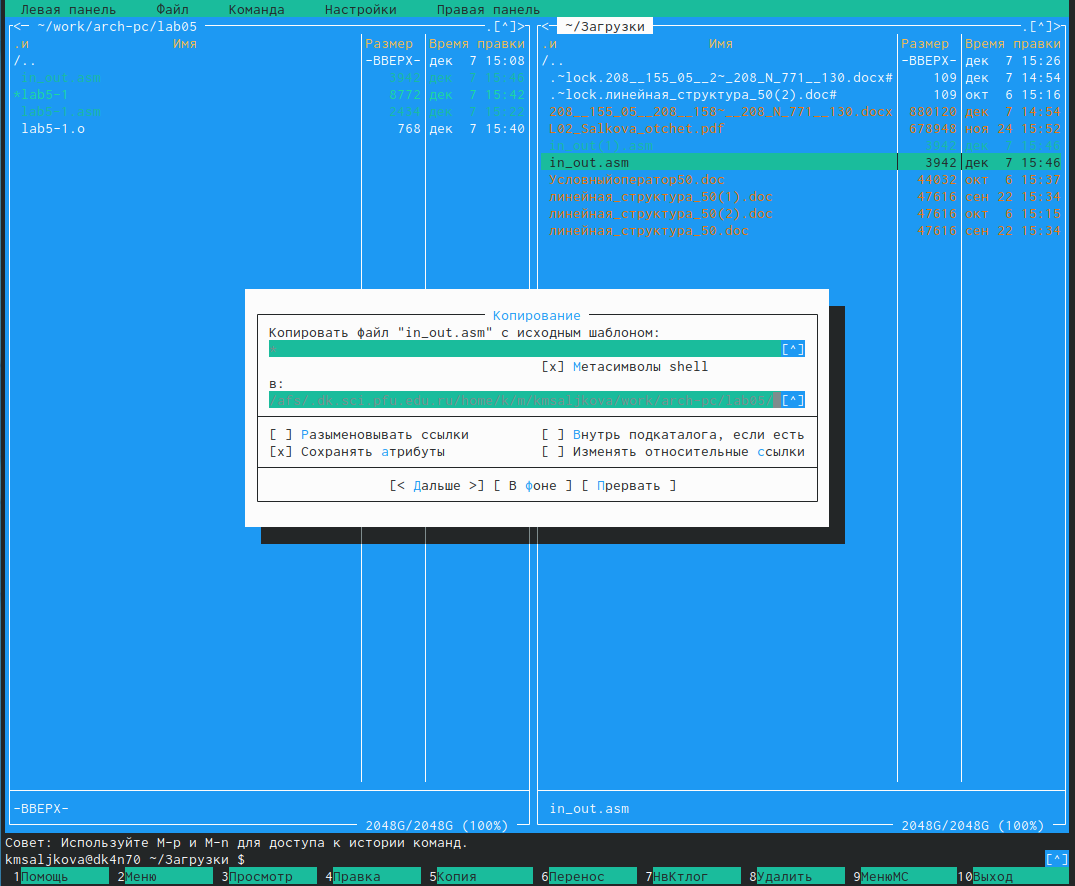 Левая панель Файл Команда Настройки Правая панель
<─ ~/work/arch-pc/lab05 .[^]>
.и Имя Размер Время правки
/.. -ВВЕРХ- дек 7 15:08
in_out.asm 3942 дек 7 15:46
*lab5-1 8772 дек 7 15:42
lab5-1.asm дек 7
lab5-1.o 768 дек 7 15:40
-ВВЕРХ-
2048G/2048G (100%)
<─ ~/Загрузки .[^]>
.и Имя Размер Время правки
/.. -ВВЕРХ- дек 7 15:26
.~lock.208__155_05__2~_208_N_771__130.docx# 109 дек 7 14:54
.~lock.линейная_структура_50(2).doc# 109 окт 6 15:16
208__155_05__208__158~__208_N_771__130.docx 880120 дек 7 14:54
L02_Salkova_otchet.pdf 678948 ноя 24 15:52
in_out(1).asm 3942 дек 7 15:46
in_out.asm 3942 дек 7 15:46
Условныйоператор50.doc 44032 окт 6 15:37
линейная_структура_50(1).doc 47616 сен 22 15:34
линейная_структура_50(2).doc 47616 окт 6 15:15
линейная_структура_50.doc 47616 сен 22 15:34
in_out.asm
2048G/2048G (100%)
Копирование
Копировать файл "in_out.asm" с исходным шаблоном:
[^]
[x] Метасимволы shell
в:
/afs/.dk.sci.pfu.edu.ru/home/k/m/kmsaljkova/work/arch-pc/lab05/ [^]
[ ] Разыменовывать ссылки [ ] Внутрь подкаталога, если есть
[x] Сохранять атрибуты [ ] Изменять относительные ссылки
[< Дальше >] [ В фоне ] [ Прервать ]
Совет: Используйте M-p и M-n для доступа к истории команд.
kmsaljkova@dk4n70 ~/Загрузки $ [^]
1Помощь 2Меню 3Просмотр 4Правка 5Копия 6Перенос 7НвКтлог 8Удалить 9МенюMC 10Выход